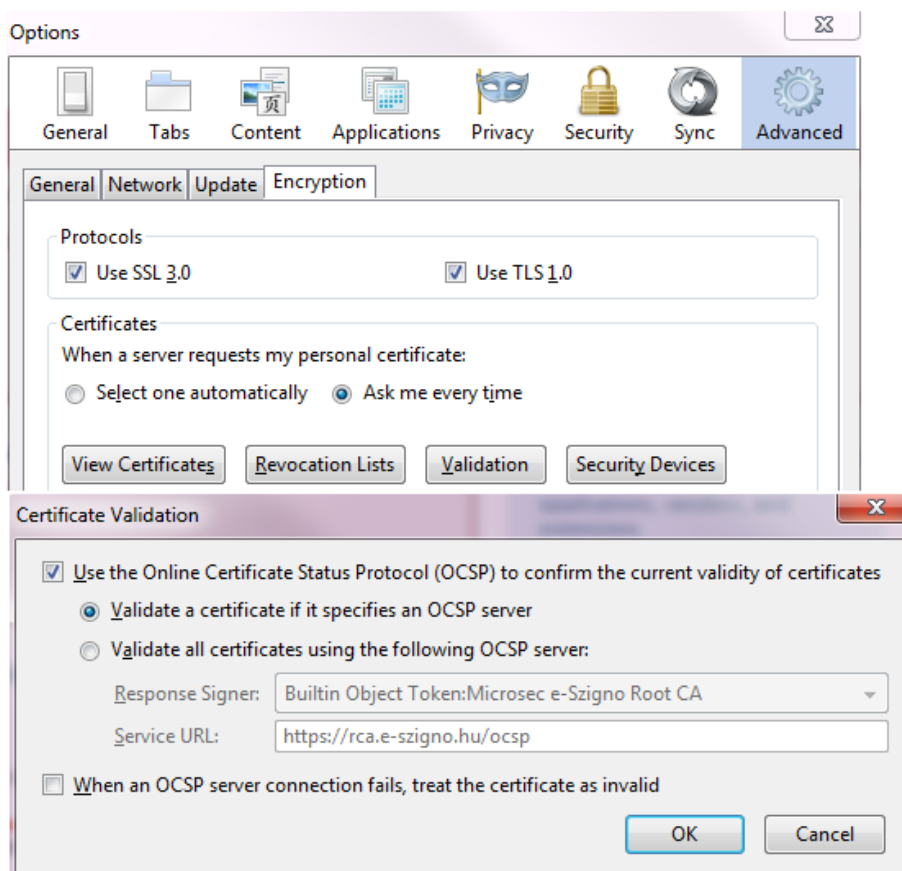 Options
General Tabs Content Applications Privacy Security Sync Advanced
General Network Update Encryption
Protocols
Use SSL 3.0 Use TLS 1.0
Certificates
When a server requests my personal certificate:
Select one automatically Ask me every time
View Certificates Revocation Lists Validation Security Devices
Certificate Validation
Use the Online Certificate Status Protocol (OCSP) to confirm the current validity of certificates
Validate a certificate if it specifies an OCSP server
Validate all certificates using the following OCSP server:
Response Signer: Builtin Object Token:Microsec e-Szigno Root CA
Service URL: https://rca.e-szigno.hu/ocsp
When an OCSP server connection fails, treat the certificate as invalid
OK Cancel